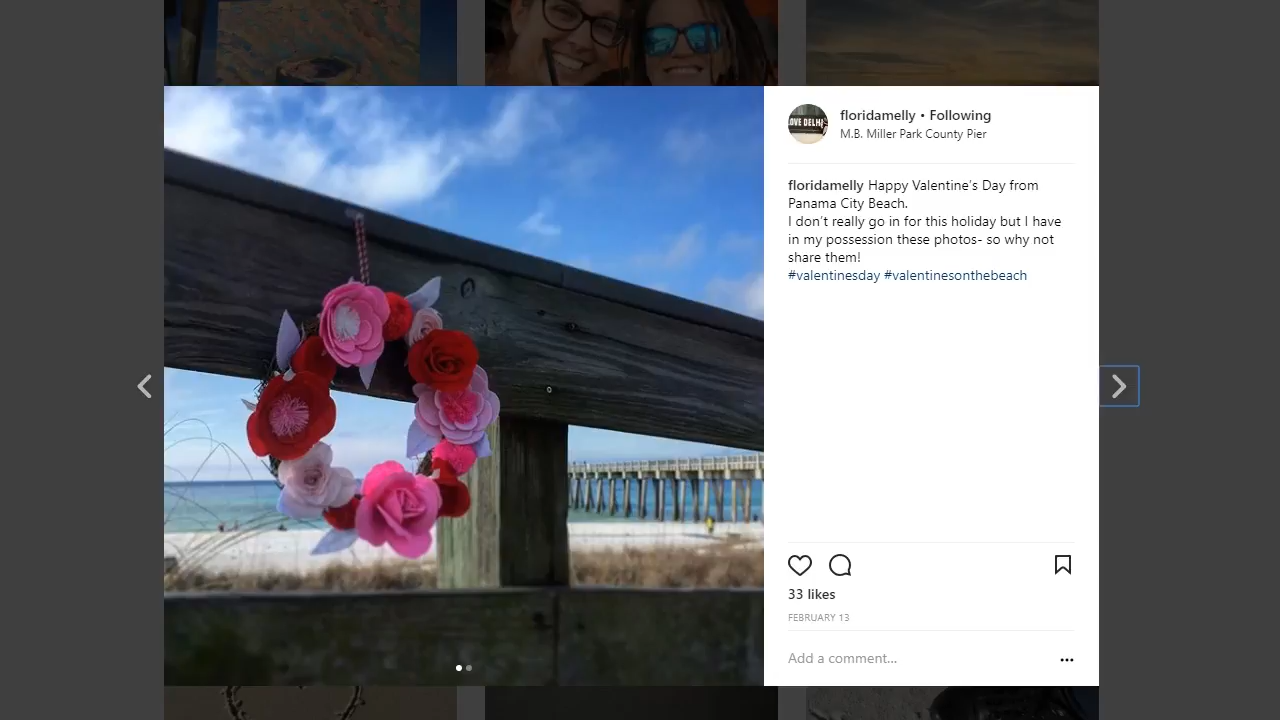 LOVE DELHI
floridamelly • Following
M.B. Miller Park County Pier
floridamelly Happy Valentine's Day from
Panama City Beach.
I don't really go in for this holiday but I have
in my possession these photos- so why not
share them!
#valentinesday #valentinesonthebeach
33 likes
FEBRUARY 13
Add a comment...